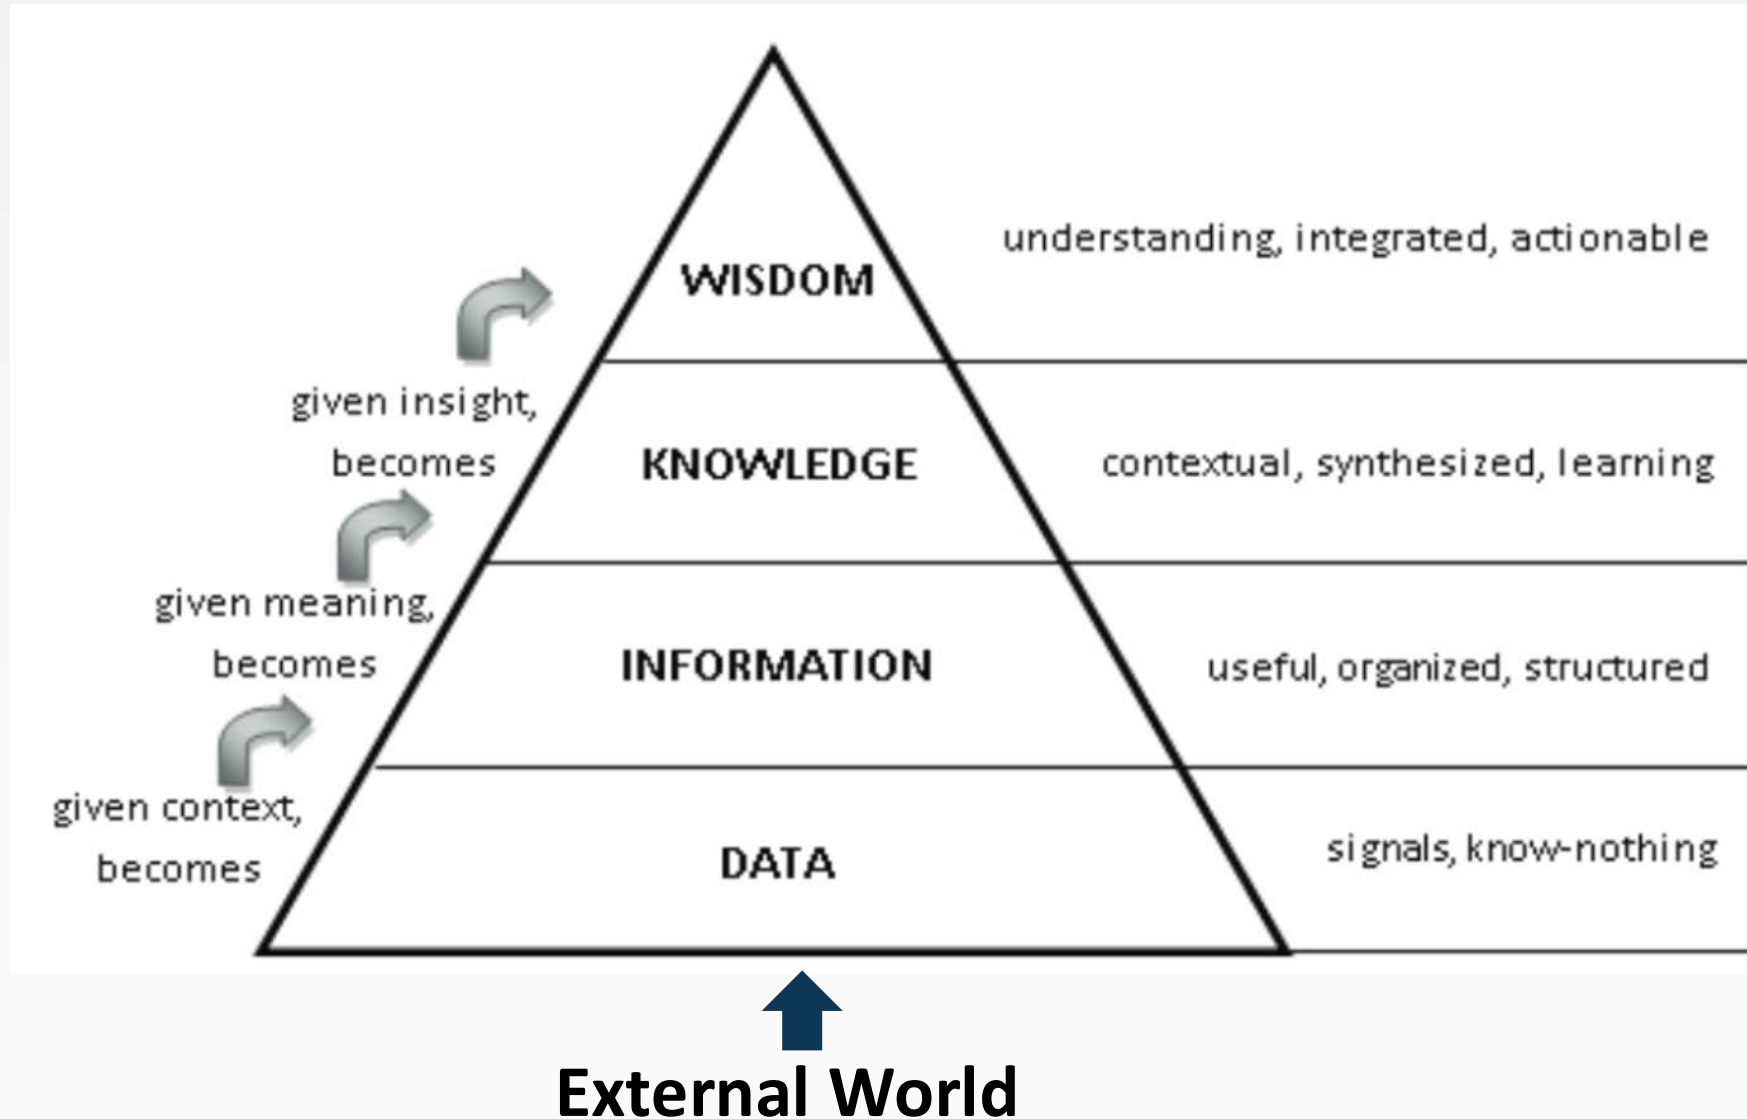 understanding, integrated, actionable
WISDOM
given insight,
becomes
KNOWLEDGE
contextual, synthesized, learning
given meaning,
becomes
INFORMATION
useful, organized, structured
given context,
becomes
DATA
signals, know-nothing
External World